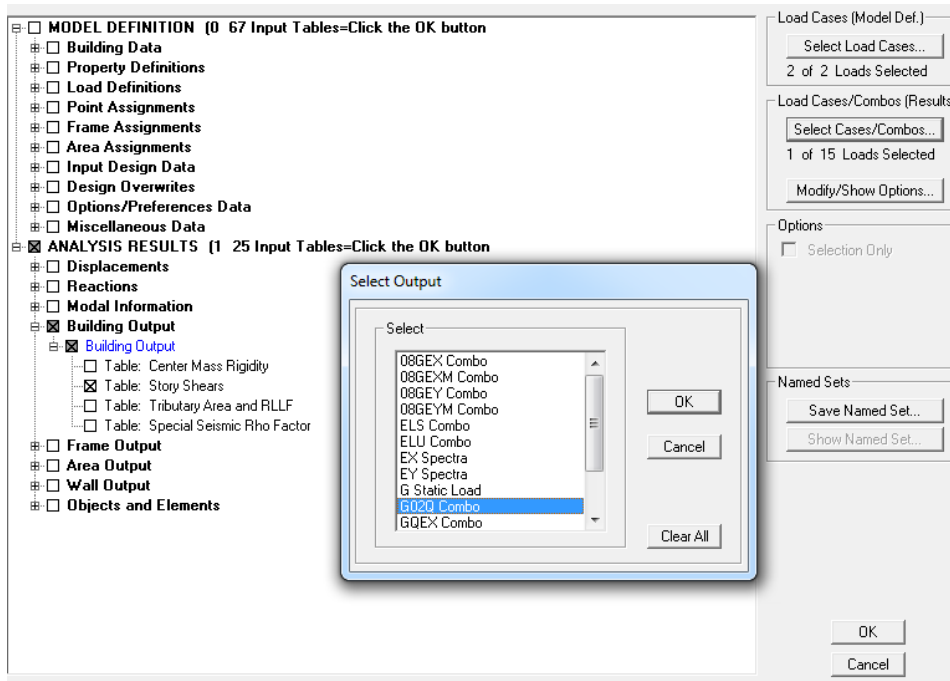 MODEL DEFINITION (0 67 Input Tables=Click the OK button
Building Data
Property Definitions
Load Definitions
Point Assignments
Frame Assignments
Area Assignments
Input Design Data
Design Overwrites
Options/Preferences Data
Miscellaneous Data
ANALYSIS RESULTS (1 25 Input Tables=Click the OK button
Displacements
Reactions
Modal Information
Building Output
Building Output
Table: Center Mass Rigidity
Table: Story Shears
Table: Tributary Area and RLLF
Table: Special Seismic Rho Factor
Frame Output
Area Output
Wall Output
Objects and Elements
Select Output
Select
08GEX Combo
08GEXM Combo
08GEY Combo
08GEYM Combo
ELS Combo
ELU Combo
EX Spectra
EY Spectra
G Static Load
G02Q Combo
GQEX Combo
OK
Cancel
Clear All
Load Cases (Model Def.)
Select Load Cases...
2 of 2 Loads Selected
Load Cases/Combos (Results
Select Cases/Combos...
1 of 15 Loads Selected
Modify/Show Options...
Options
Selection Only
Named Sets
Save Named Set...
Show Named Set...
OK
Cancel